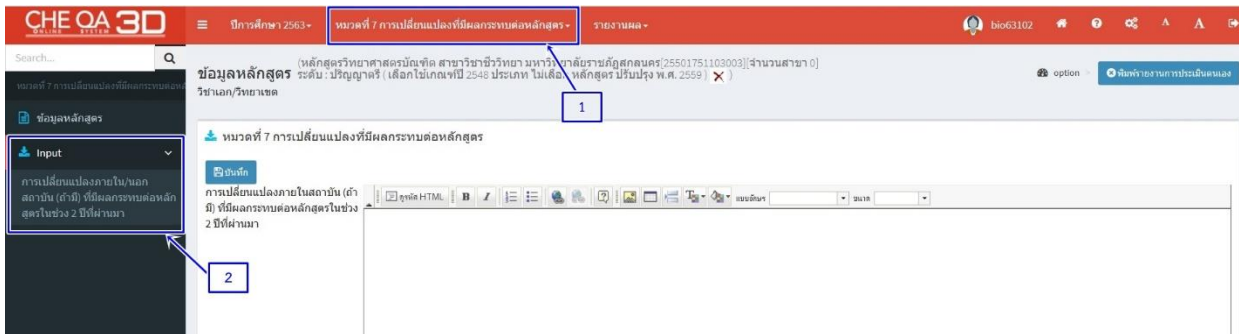 CHE QA 3D
ONLINE SYSTEM
ปีการศึกษา 2563
หมวดที่ 7 การเปลี่ยนแปลงที่มีผลกระทบต่อหลักสูตร
รายงานผล
bio63102
A
A
Search...
หมวดที่ 7 การเปลี่ยนแปลงที่มีผลกระทบต่อหล
ข้อมูลหลักสูตร
Input
การเปลี่ยนแปลงภายใน/นอก
สถาบัน (ถ้ามี) ที่มีผลกระทบต่อหลัก
สูตรในช่วง 2 ปีที่ผ่านมา
2
1
ข้อมูลหลักสูตร (หลักสูตรวิทยาศาสตรบัณฑิต สาขาวิชาชีววิทยา มหาวิทยาลัยราชภัฏสกลนคร[25501751103003][จำนวนสาขา 0]
ระดับ : ปริญญาตรี ( เลือกใช้เกณฑ์ปี 2548 ประเภท ไม่เลือก หลักสูตร ปรับปรุง พ.ศ. 2559 ) )
วิชาเอก/วิทยาเขต
option
พิมพ์รายงานการประเมินตนเอง
หมวดที่ 7 การเปลี่ยนแปลงที่มีผลกระทบต่อหลักสูตร
บันทึก
การเปลี่ยนแปลงภายในสถาบัน (ถ้า
มี) ที่มีผลกระทบต่อหลักสูตรในช่วง
2 ปีที่ผ่านมา
ดูรหัส HTML B I แบบอักษร ขนาด